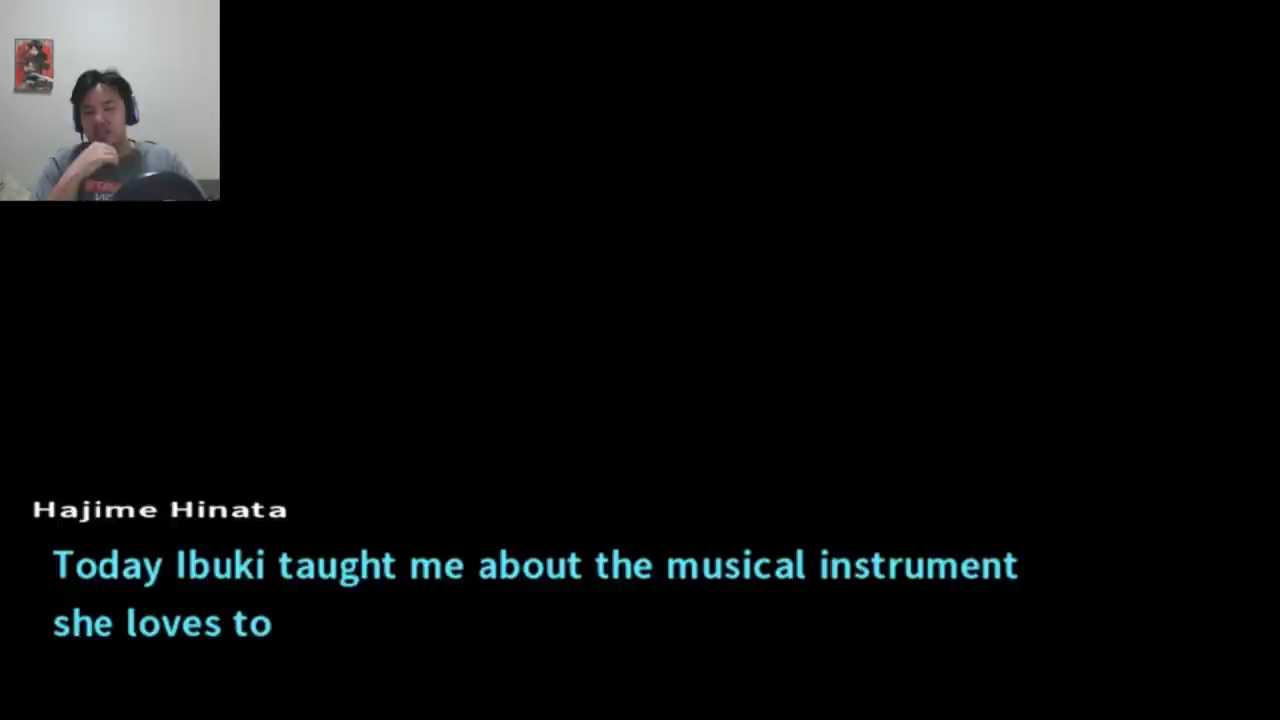 Hajime Hinata
Today Ibuki taught me about the musical instrument
she loves to